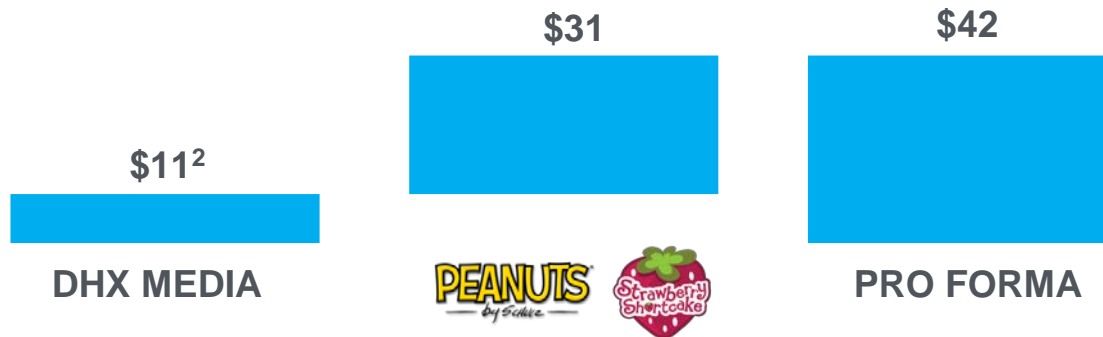 $31
$42
$11²
DHX MEDIA
PEANUTS
by SCHULZ
Strawberry
Shortcake
PRO FORMA